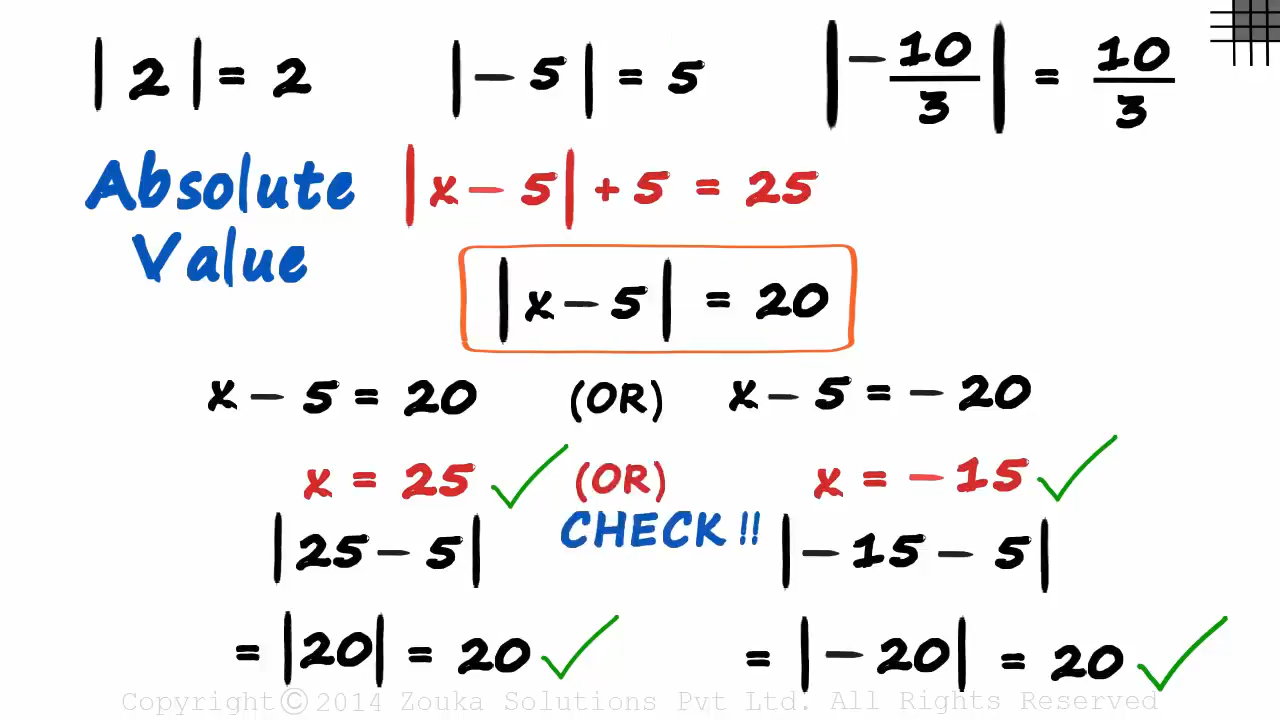 |2| = 2    |−5| = 5    |−10/3| = 10/3
Absolute Value
|x − 5| + 5 = 25
|x − 5| = 20
x − 5 = 20 (OR) x − 5 = −20
x = 25 ✓ (OR) x = −15 ✓
CHECK !!
|25 − 5|    |−15 − 5|
= |20| = 20 ✓    = |−20| = 20 ✓
Copyright© 2014 Zouka Solutions Pvt Ltd. All Rights Reserved